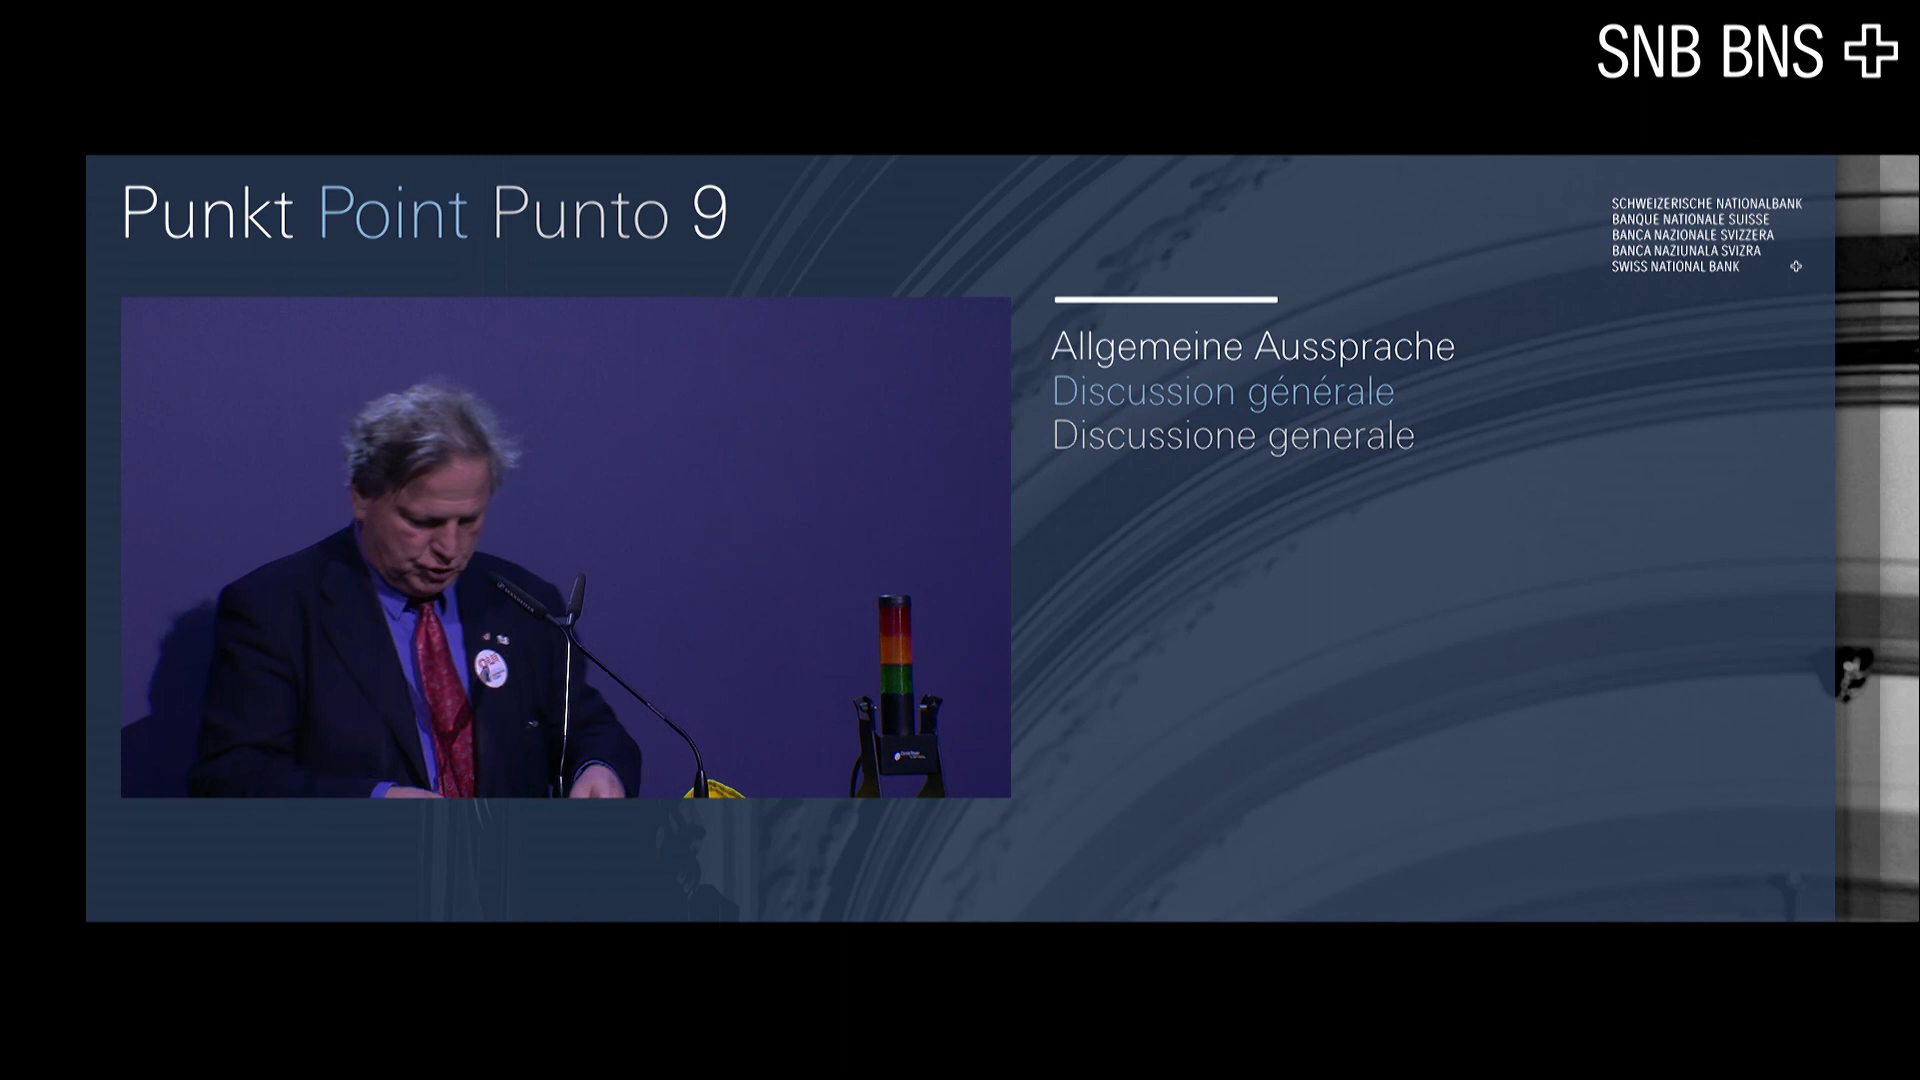 SNB BNS
Punkt Point Punto 9
SCHWEIZERISCHE NATIONALBANK
BANQUE NATIONALE SUISSE
BANCA NAZIONALE SVIZZERA
BANCA NAZIUNALA SVIZRA
SWISS NATIONAL BANK
Allgemeine Aussprache
Discussion générale
Discussione generale